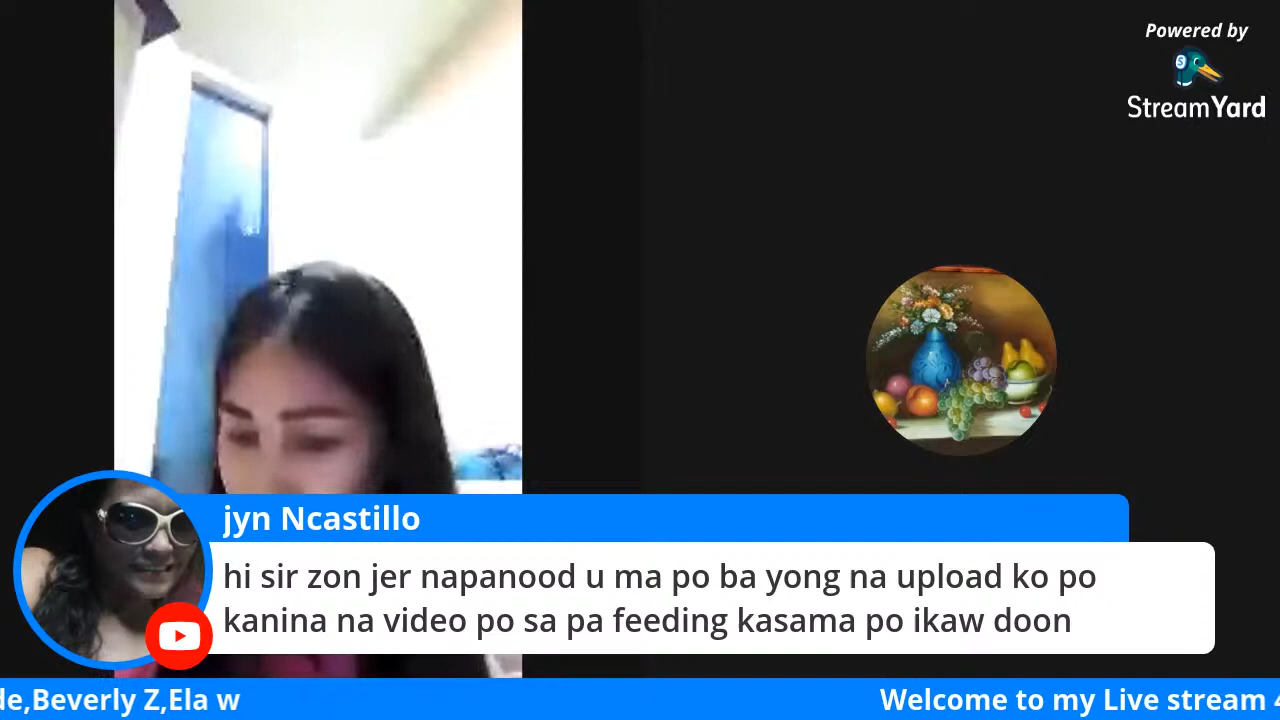 Powered by
StreamYard
jyn Ncastillo
hi sir zon jer napanood u ma po ba yong na upload ko po
kanina na video po sa pa feeding kasama po ikaw doon
de,Beverly Z,Ela w
Welcome to my Live stream